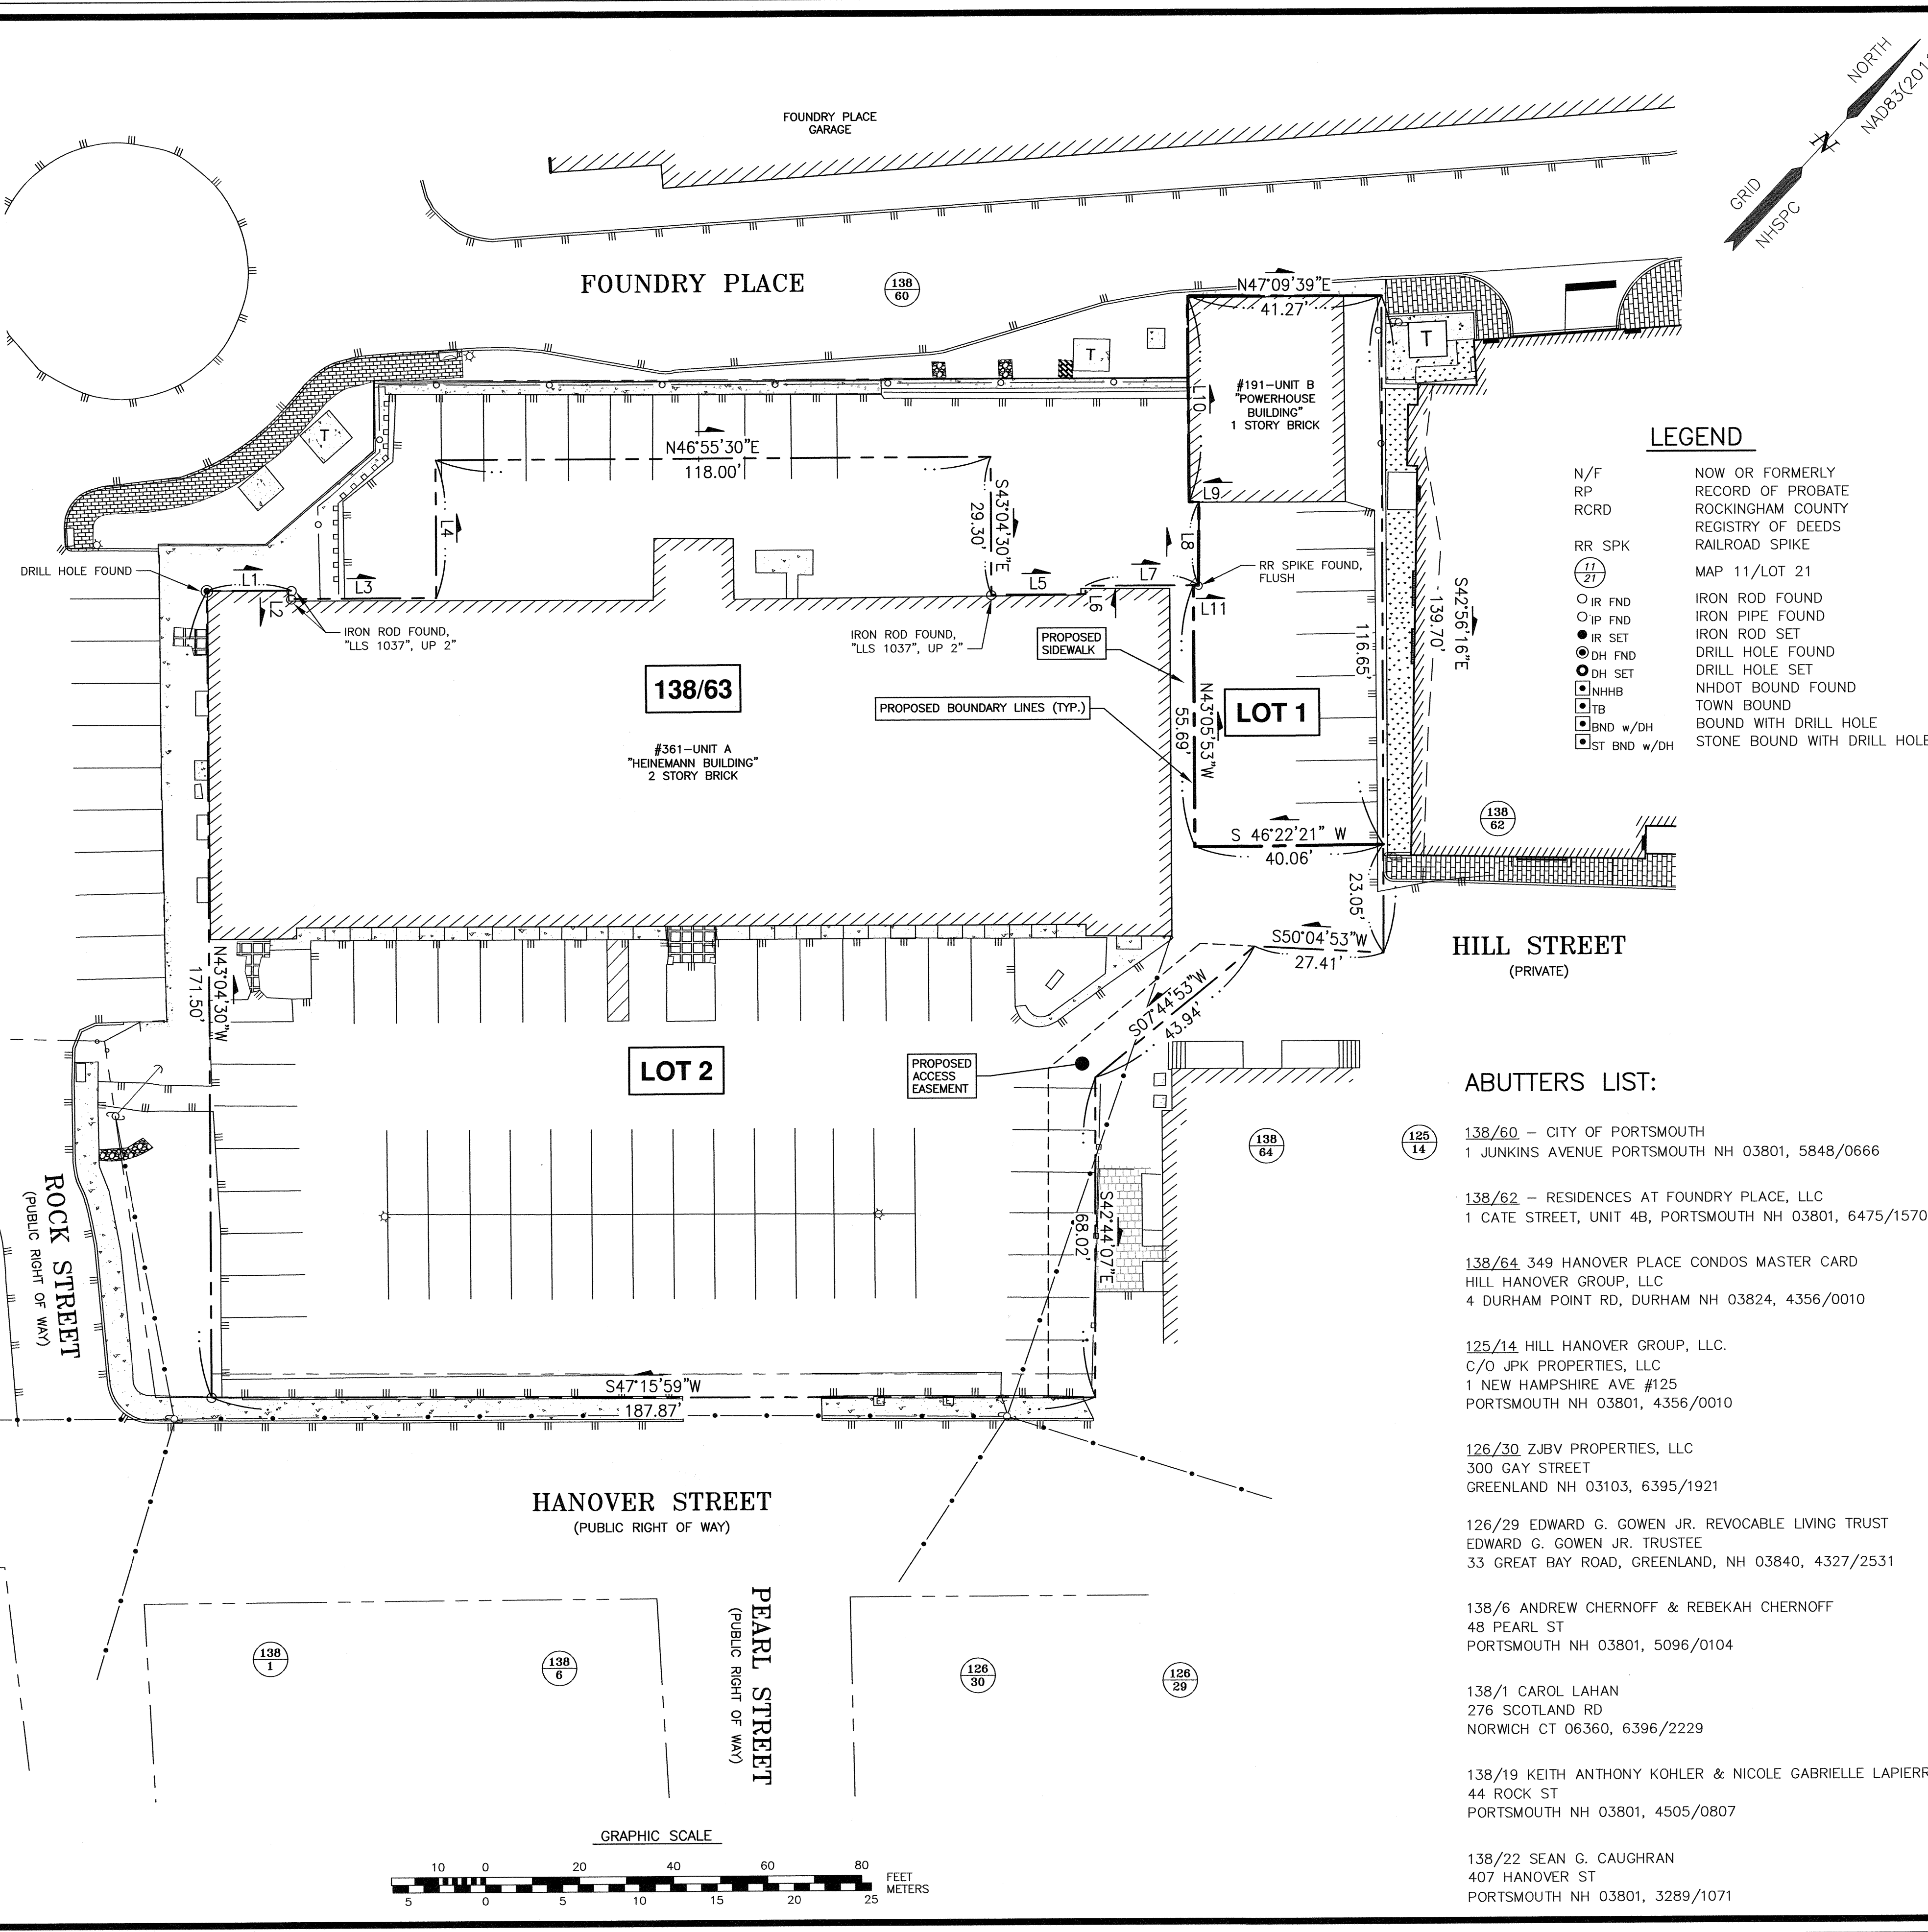 FOUNDRY PLACE
GARAGE
NORTH
GRID
NHSPC
N
FOUNDRY PLACE
138
60
N47°09'39"E
41.27'
T
T
T
#191-UNIT B
"POWERHOUSE
BUILDING"
1 STORY BRICK
L10
N46°55'30"E
118.00'
S43°04'30"E
29.30'
L4
L9
L8
DRILL HOLE FOUND
L1
L2
L3
L5
L7
L6
L11
RR SPIKE FOUND,
FLUSH
IRON ROD FOUND,
"LLS 1037", UP 2"
IRON ROD FOUND,
"LLS 1037", UP 2"
PROPOSED
SIDEWALK
138/63
PROPOSED BOUNDARY LINES (TYP.)
N43°05'53"W
55.69'
LOT 1
116.65'
S42°56'16"E
139.70'
#361-UNIT A
"HEINEMANN BUILDING"
2 STORY BRICK
138
62
S 46°22'21" W
40.06'
23.05'
S50°04'53"W
27.41'
HILL STREET
(PRIVATE)
N43°04'30"W
171.50'
S07°44'53"W
43.94'
LOT 2
PROPOSED
ACCESS
EASEMENT
138
64
125
14
S42°44'07"E
68.02'
ROCK STREET
(PUBLIC RIGHT OF WAY)
S47°15'59"W
187.87'
HANOVER STREET
(PUBLIC RIGHT OF WAY)
PEARL STREET
(PUBLIC RIGHT OF WAY)
138
1
138
6
126
30
126
29
GRAPHIC SCALE
10 0 20 40 60 80
FEET
METERS
5 0 5 10 15 20 25
LEGEND
N/F NOW OR FORMERLY
RP RECORD OF PROBATE
RCRD ROCKINGHAM COUNTY
REGISTRY OF DEEDS
RR SPK RAILROAD SPIKE
11
21
MAP 11/LOT 21
IR FND IRON ROD FOUND
IP FND IRON PIPE FOUND
IR SET IRON ROD SET
DH FND DRILL HOLE FOUND
DH SET DRILL HOLE SET
NHHB NHDOT BOUND FOUND
TB TOWN BOUND
BND w/DH BOUND WITH DRILL HOLE
ST BND w/DH STONE BOUND WITH DRILL HOLE
ABUTTERS LIST:
138/60 – CITY OF PORTSMOUTH
1 JUNKINS AVENUE PORTSMOUTH NH 03801, 5848/0666
138/62 – RESIDENCES AT FOUNDRY PLACE, LLC
1 CATE STREET, UNIT 4B, PORTSMOUTH NH 03801, 6475/1570
138/64 349 HANOVER PLACE CONDOS MASTER CARD
HILL HANOVER GROUP, LLC
4 DURHAM POINT RD, DURHAM NH 03824, 4356/0010
125/14 HILL HANOVER GROUP, LLC.
C/O JPK PROPERTIES, LLC
1 NEW HAMPSHIRE AVE #125
PORTSMOUTH NH 03801, 4356/0010
126/30 ZJBV PROPERTIES, LLC
300 GAY STREET
GREENLAND NH 03103, 6395/1921
126/29 EDWARD G. GOWEN JR. REVOCABLE LIVING TRUST
EDWARD G. GOWEN JR. TRUSTEE
33 GREAT BAY ROAD, GREENLAND, NH 03840, 4327/2531
138/6 ANDREW CHERNOFF & REBEKAH CHERNOFF
48 PEARL ST
PORTSMOUTH NH 03801, 5096/0104
138/1 CAROL LAHAN
276 SCOTLAND RD
NORWICH CT 06360, 6396/2229
138/19 KEITH ANTHONY KOHLER & NICOLE GABRIELLE
44 ROCK ST
PORTSMOUTH NH 03801, 4505/0807
138/22 SEAN G. CAUGHRAN
407 HANOVER ST
PORTSMOUTH NH 03801, 3289/1071